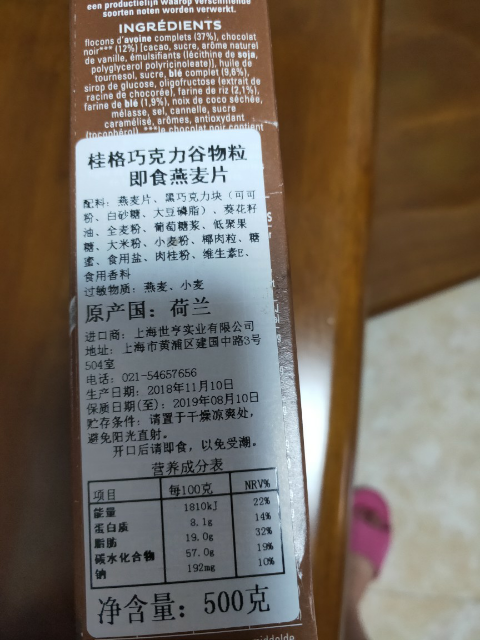 een productielijn waarop verschillende
soorten noten worden verwerkt.
INGRÉDIENTS
flocons d'avoine complets (37%), chocolat
noir*** (12%) (cacao, sucre, arôme naturel
de vanille, émulsifiants (lécithine de soja,
polyglycerol polyricinoleate)), huile de
tournesol, sucre, blé complet (9,6%),
sirop de glucose, oligofructose (extrait de
racine de chocorée), farine de riz (2,1%),
farine de blé (1,9%), noix de coco séchée,
mélasse, sel, cannelle, sucre
caramélisé, arômes, antioxydant
(tocophérol). ***le chocolat noir contient
桂格巧克力谷物粒
即食燕麦片
配料：燕麦片、黑巧克力块（可可
粉、白砂糖、大豆磷脂）、葵花籽
油、全麦粉、葡萄糖浆、低聚果
糖、大米粉、小麦粉、椰肉粒、糖
蜜、食用盐、肉桂粉、维生素E、
食用香料
过敏物质：燕麦、小麦
原产国：荷兰
进口商：上海世亨实业有限公司
地址：上海市黄浦区建国中路3号
504室
电话：021-54657656
生产日期：2018年11月10日
保质日期(至)：2019年08月10日
贮存条件：请置于干燥凉爽处，
避免阳光直射。
开口后请即食，以免受潮。
营养成分表
项目 每100克 NRV%
能量 1810kJ 22%
蛋白质 8.1g 14%
脂肪 19.0g 32%
碳水化合物 57.0g 19%
钠 192mg 10%
净含量：500克